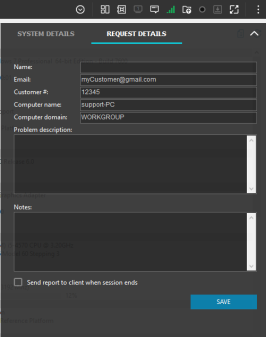 SYSTEM DETAILS REQUEST DETAILS
Name:
Email: myCustomer@gmail.com
Customer #: 12345
Computer name: support-PC
Computer domain: WORKGROUP
Problem description:
Notes:
Send report to client when session ends
SAVE